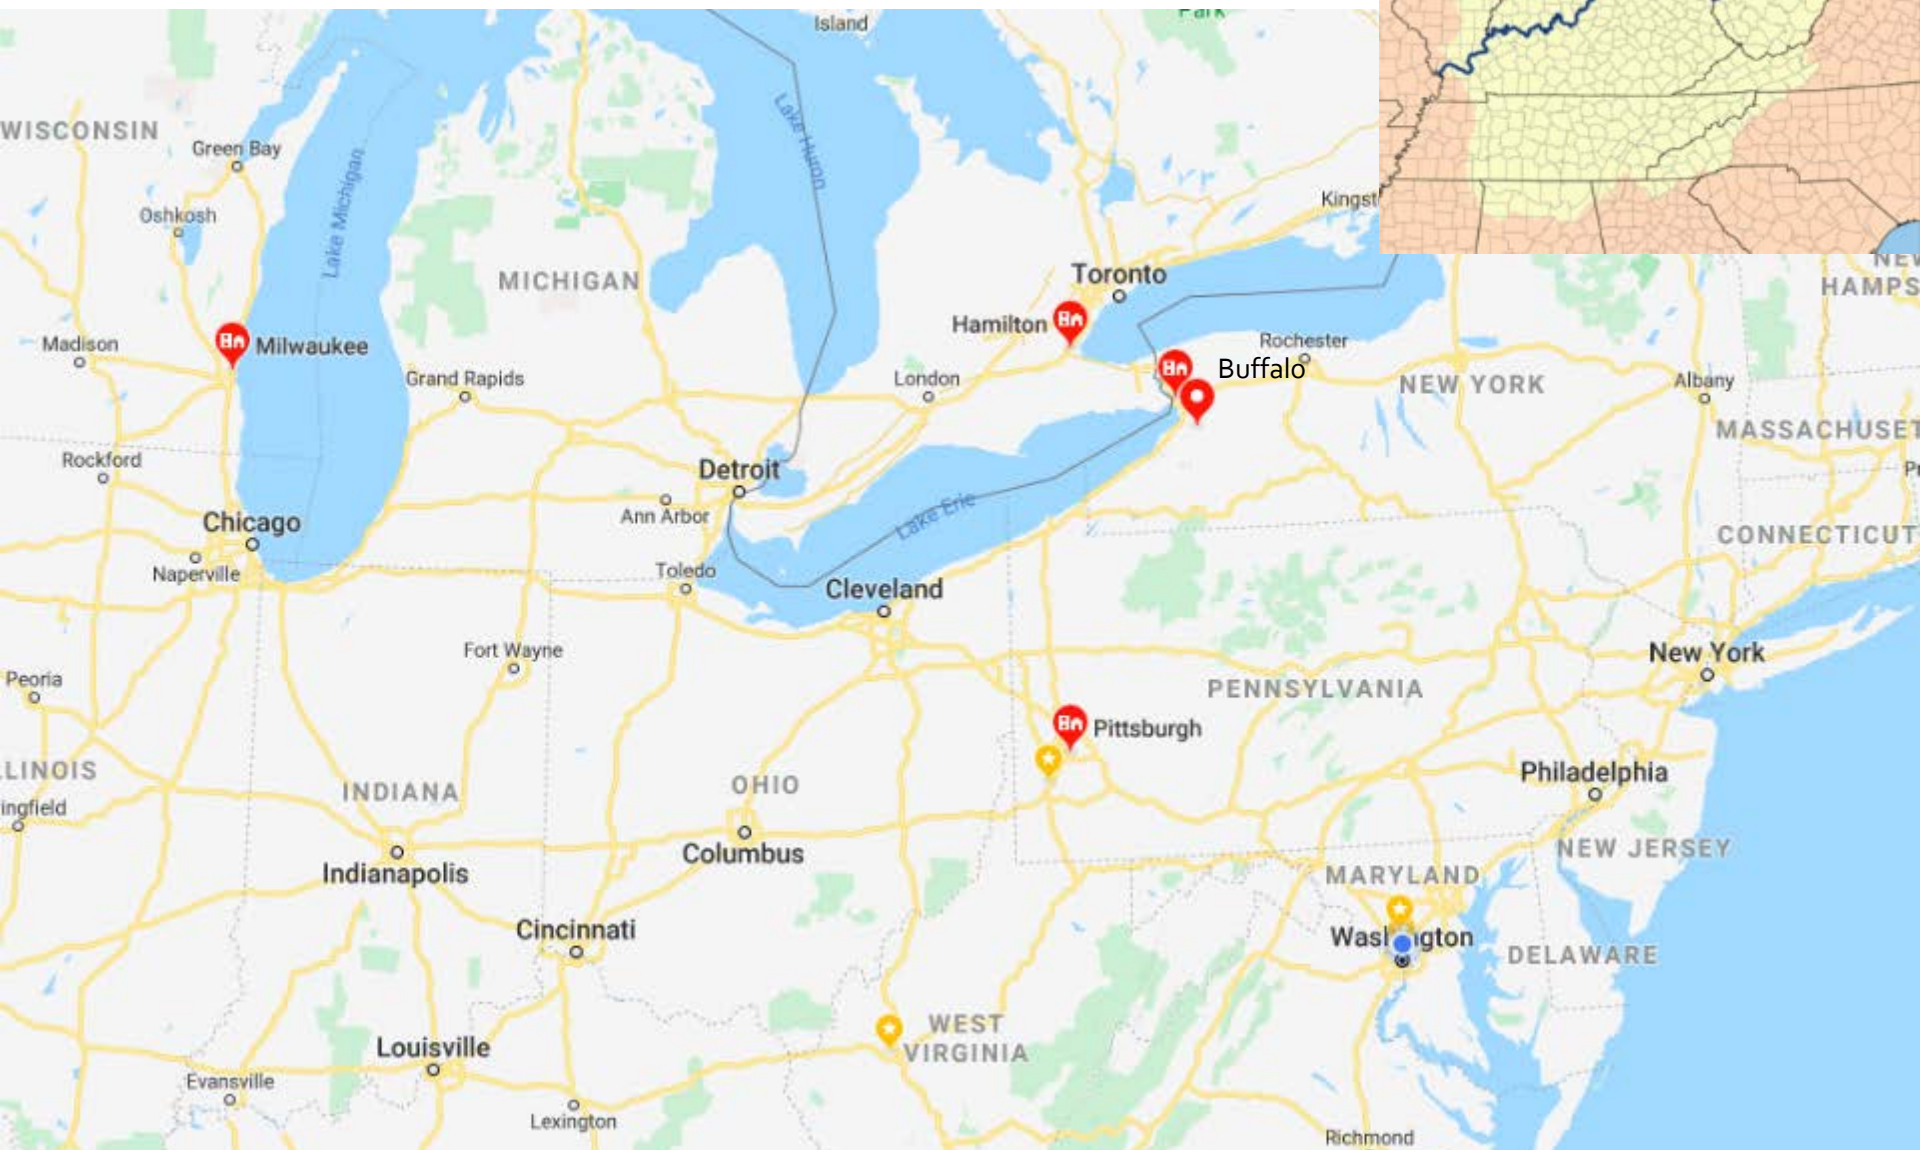 Island
Park
WISCONSIN
Green Bay
Lake Michigan
Lake Huron
Oshkosh
Kingst
MICHIGAN
Toronto
NEW
HAMPS
Hamilton
Madison
Milwaukee
Rochester
Buffalo
Grand Rapids
London
NEW YORK
Albany
MASSACHUSET
Rockford
Detroit
Chicago
Ann Arbor
Lake Erie
CONNECTICUT
Naperville
Toledo
Cleveland
Fort Wayne
New York
Peoria
PENNSYLVANIA
Pittsburgh
LLINOIS
INDIANA
OHIO
Philadelphia
ingfield
Columbus
NEW JERSEY
Indianapolis
MARYLAND
Cincinnati
DELAWARE
WEST
VIRGINIA
Louisville
Evansville
Lexington
Richmond